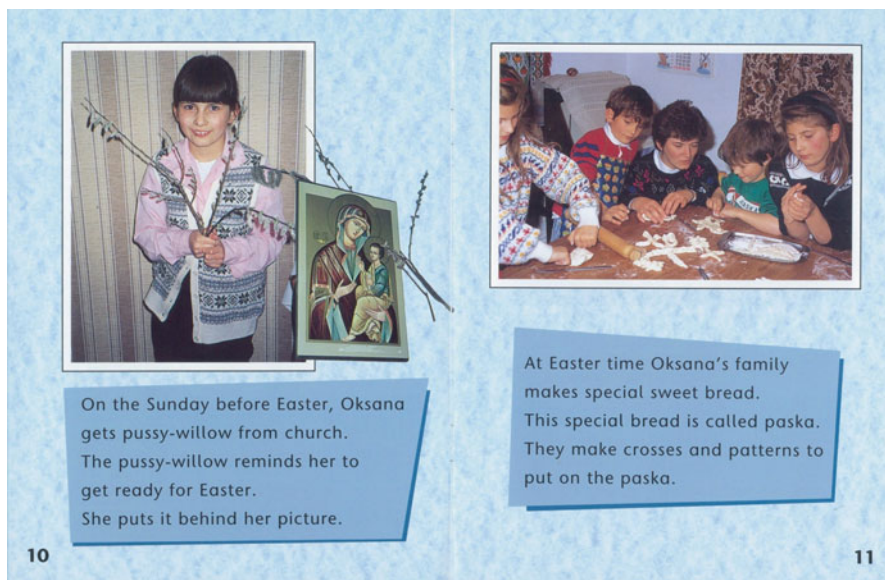 On the Sunday before Easter, Oksana
gets pussy-willow from church.
The pussy-willow reminds her to
get ready for Easter.
She puts it behind her picture.
10
At Easter time Oksana's family
makes special sweet bread.
This special bread is called paska.
They make crosses and patterns to
put on the paska.
11